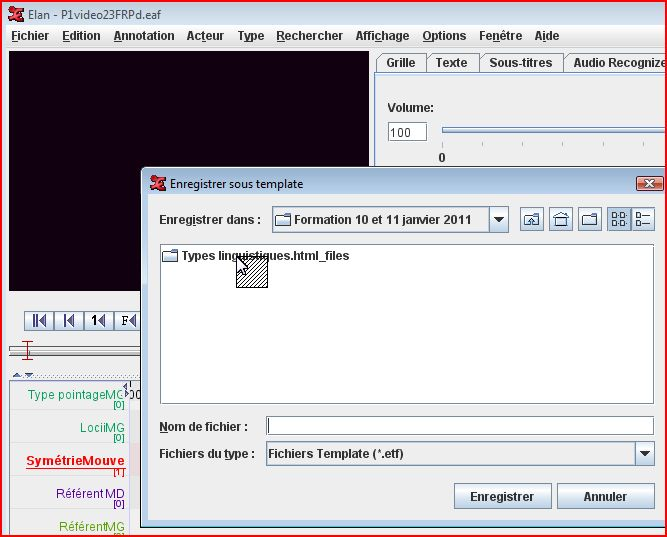 Elan - P1video23FRPd.eaf
Fichier Edition Annotation Acteur Type Rechercher Affichage Options Fenêtre Aide
Grille Texte Sous-titres Audio Recognize
Volume:
100
0
Enregistrer sous template
Enregistrer dans : Formation 10 et 11 janvier 2011
Types linguistiques.html_files
1
F
Type pointageMG
[0]
LociiMG
[0]
SymétrieMouve
[1]
Référent MD
[0]
RéférentMG
[0]
Nom de fichier :
Fichiers du type : Fichiers Template (*.etf)
Enregistrer Annuler